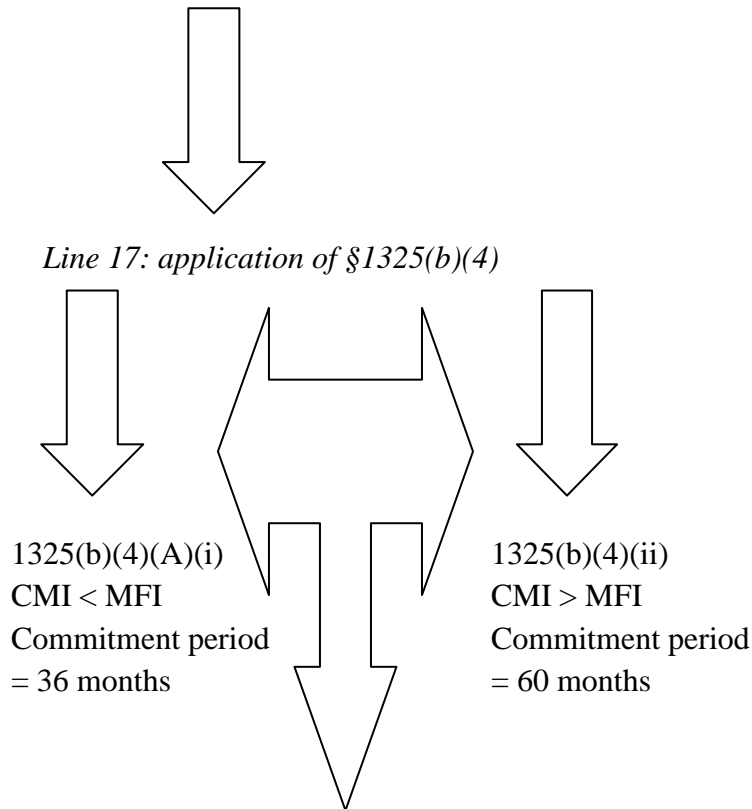 Line 17: application of §1325(b)(4)
1325(b)(4)(A)(i)
CMI < MFI
Commitment period
= 36 months
1325(b)(4)(ii)
CMI > MFI
Commitment period
= 60 months